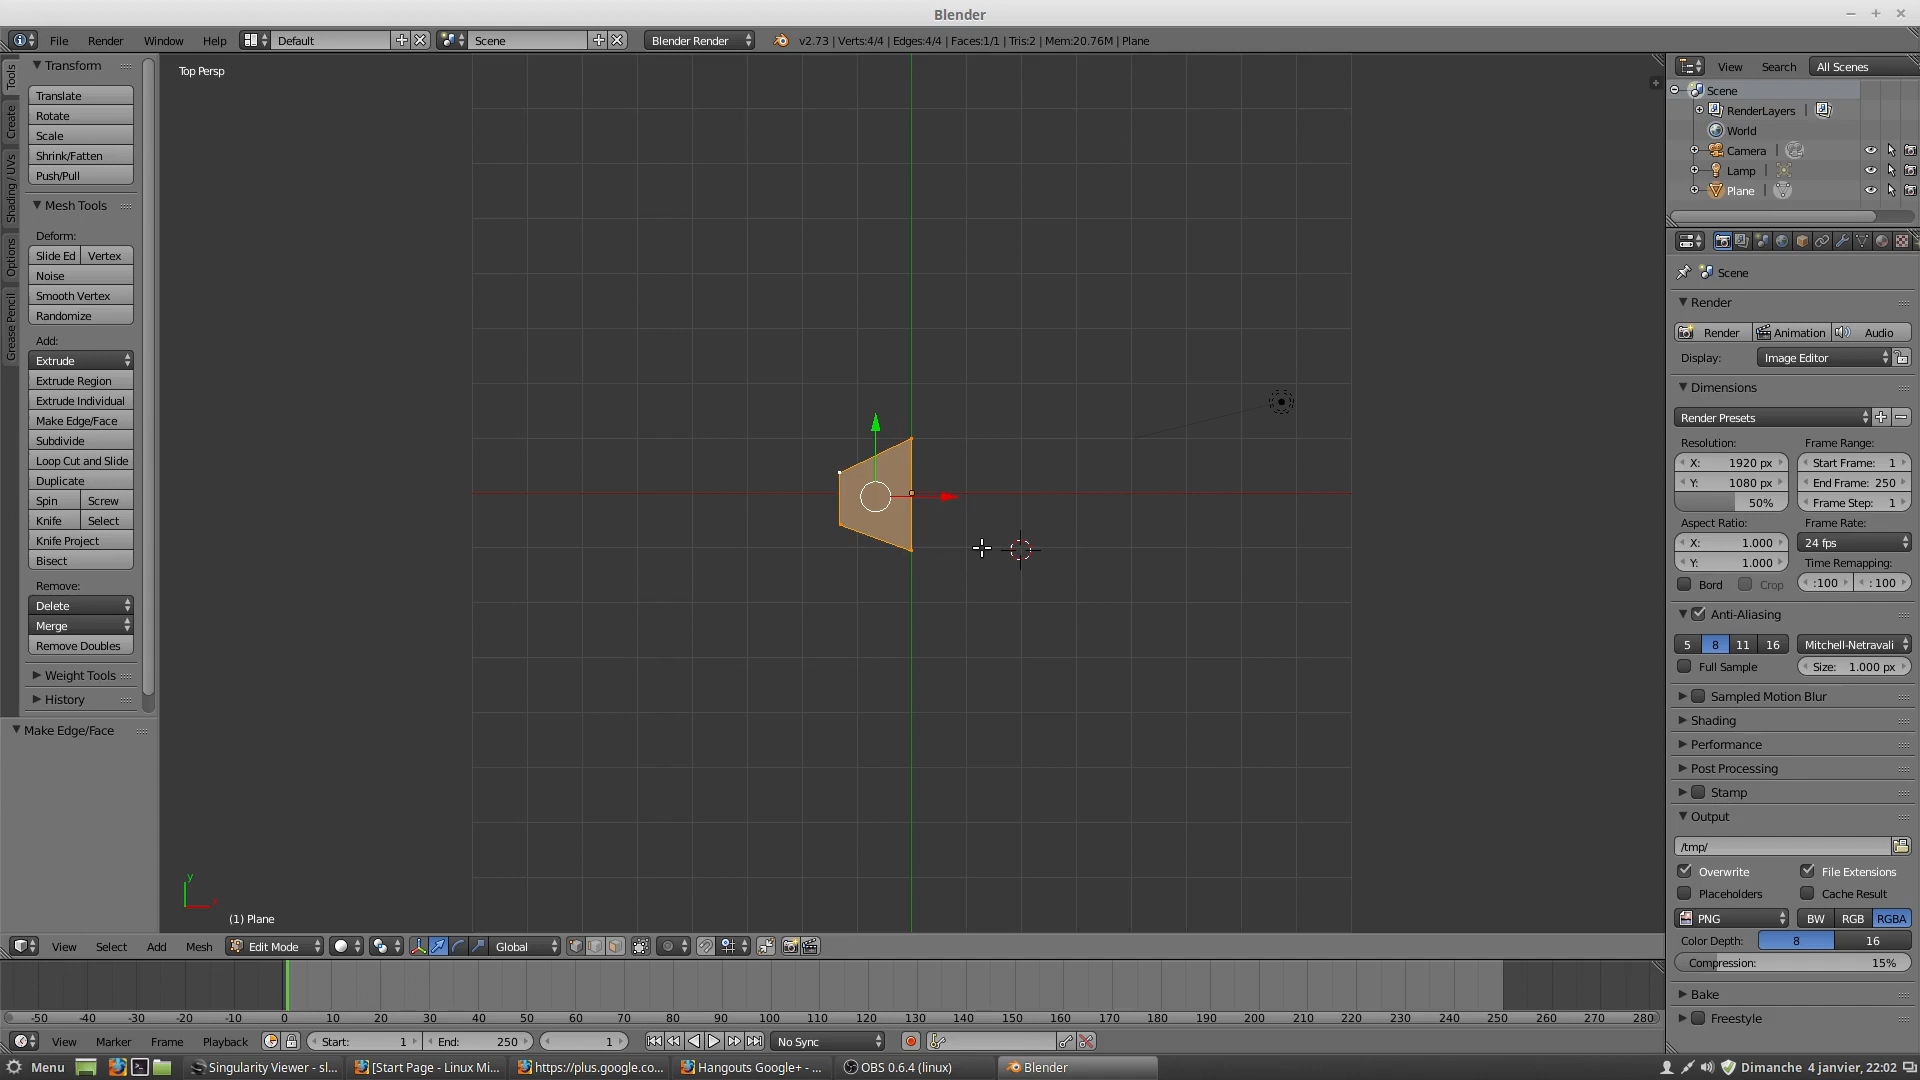 Blender
File Render Window Help Default Scene Blender Render v2.73 | Verts:4/4 | Edges:4/4 | Faces:1/1 | Tris:2 | Mem:20.76M | Plane
Tools
Create
Shading / UVs
Options
Grease Pencil
Transform
Translate
Rotate
Scale
Shrink/Fatten
Push/Pull
Mesh Tools
Deform:
Slide Ed Vertex
Noise
Smooth Vertex
Randomize
Add:
Extrude
Extrude Region
Extrude Individual
Make Edge/Face
Subdivide
Loop Cut and Slide
Duplicate
Spin Screw
Knife Select
Knife Project
Bisect
Remove:
Delete
Merge
Remove Doubles
Weight Tools
History
Make Edge/Face
Top Persp
y
x
(1) Plane
View Search All Scenes
Scene
RenderLayers |
World
Camera |
Lamp |
Plane |
Scene
Render
Render Animation Audio
Display: Image Editor
Dimensions
Render Presets
Resolution: Frame Range:
X: 1920 px Start Frame: 1
Y: 1080 px End Frame: 250
50% Frame Step: 1
Aspect Ratio: Frame Rate:
X: 1.000 24 fps
Y: 1.000 Time Remapping:
Bord Crop :100 : 100
Anti-Aliasing
5 8 11 16 Mitchell-Netravali
Full Sample Size: 1.000 px
Sampled Motion Blur
Shading
Performance
Post Processing
Stamp
Output
/tmp/
Overwrite File Extensions
Placeholders Cache Result
PNG BW RGB RGBA
Color Depth: 8 16
Compression: 15%
Bake
Freestyle
View Select Add Mesh Edit Mode Global
-50 -40 -30 -20 -10 0 10 20 30 40 50 60 70 80 90 100 110 120 130 140 150 160 170 180 190 200 210 220 230 240 250 260 270 280
View Marker Frame Playback Start: 1 End: 250 1 No Sync
Menu Singularity Viewer - sl... [Start Page - Linux Mi... https://plus.google.co... Hangouts Google+ - ... OBS 0.6.4 (linux) Blender Dimanche 4 janvier, 22:02